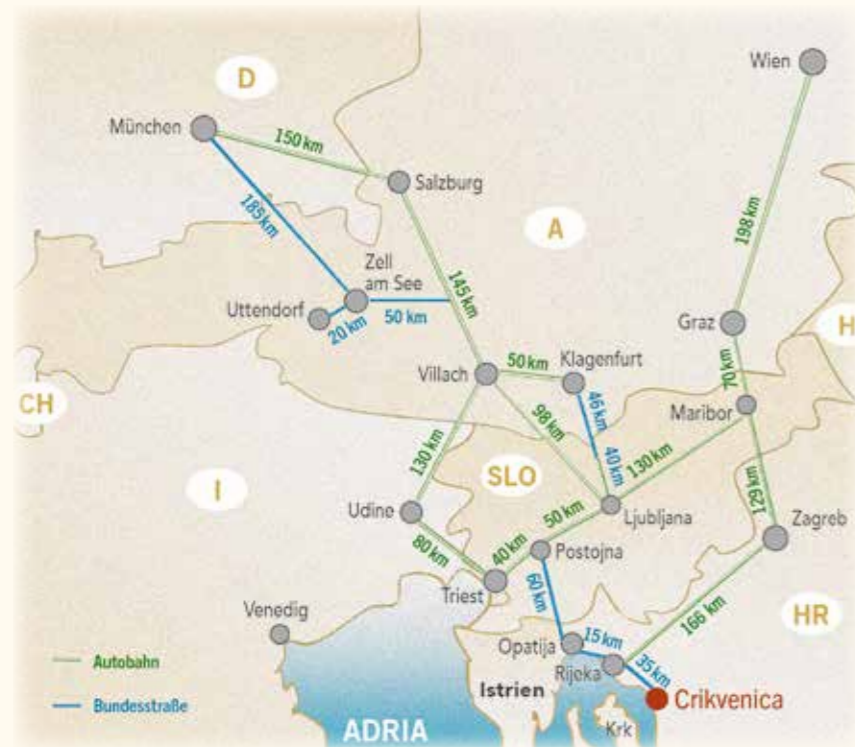 D
Wien
München
150 km
Salzburg
185 km
A
198 km
Zell
am See
145 km
Uttendorf
20 km
50 km
Graz
H
Villach
50 km
Klagenfurt
70 km
CH
46 km
Maribor
98 km
40 km
130 km
130 km
SLO
I
129 km
Udine
50 km
Ljubljana
Zagreb
80 km
40 km
Postojna
Triest
60 km
Venedig
166 km
HR
Opatija
15 km
Autobahn
Rijeka
35 km
Istrien
Crikvenica
Bundesstraße
ADRIA
Krk